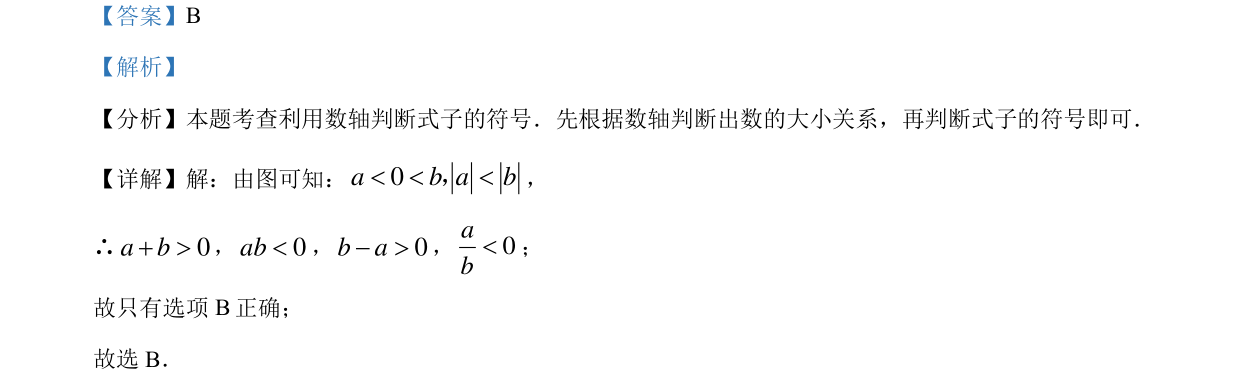 【答案】B
【解析】
【分析】本题考查利用数轴判断式子的符号．先根据数轴判断出数的大小关系，再判断式子的符号即可．
【详解】解：由图可知：a<0<b，|a|<|b|，
∴a+b>0，ab<0，b−a>0，a/b<0；
故只有选项 B 正确；
故选 B．